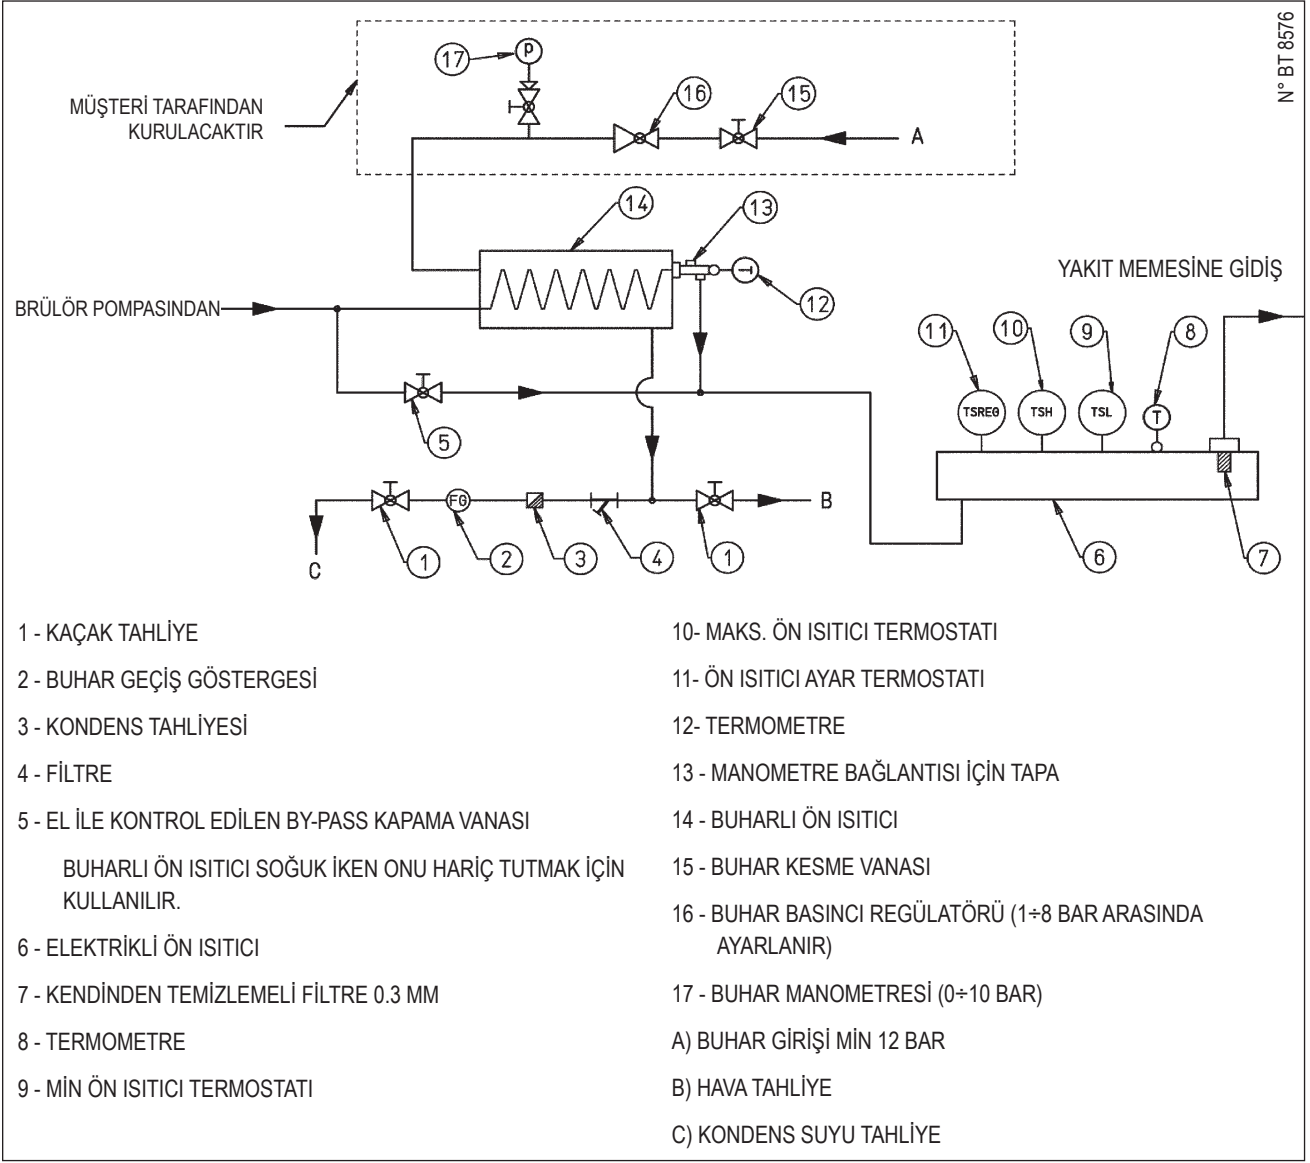 N° BT 8576
17
P
16
15
MÜŞTERİ TARAFINDAN
KURULACAKTIR
A
14
13
T
12
YAKIT MEMESİNE GİDİŞ
BRÜLÖR POMPASINDAN
11
10
9
8
TSREG
TSH
TSL
T
5
FG
B
C
1
2
3
4
1
6
7
1 - KAÇAK TAHLİYE
2 - BUHAR GEÇİŞ GÖSTERGESİ
3 - KONDENS TAHLİYESİ
4 - FİLTRE
5 - EL İLE KONTROL EDİLEN BY-PASS KAPAMA VANASI
BUHARLI ÖN ISITICI SOĞUK İKEN ONU HARİÇ TUTMAK İÇİN
KULLANILIR.
6 - ELEKTRİKLİ ÖN ISITICI
7 - KENDİNDEN TEMİZLEMELİ FİLTRE 0.3 MM
8 - TERMOMETRE
9 - MİN ÖN ISITICI TERMOSTATI
10- MAKS. ÖN ISITICI TERMOSTATI
11- ÖN ISITICI AYAR TERMOSTATI
12- TERMOMETRE
13 - MANOMETRE BAĞLANTISI İÇİN TAPA
14 - BUHARLI ÖN ISITICI
15 - BUHAR KESME VANASI
16 - BUHAR BASINCI REGÜLATÖRÜ (1÷8 BAR ARASINDA
AYARLANIR)
17 - BUHAR MANOMETRESİ (0÷10 BAR)
A) BUHAR GİRİŞİ MİN 12 BAR
B) HAVA TAHLİYE
C) KONDENS SUYU TAHLİYE